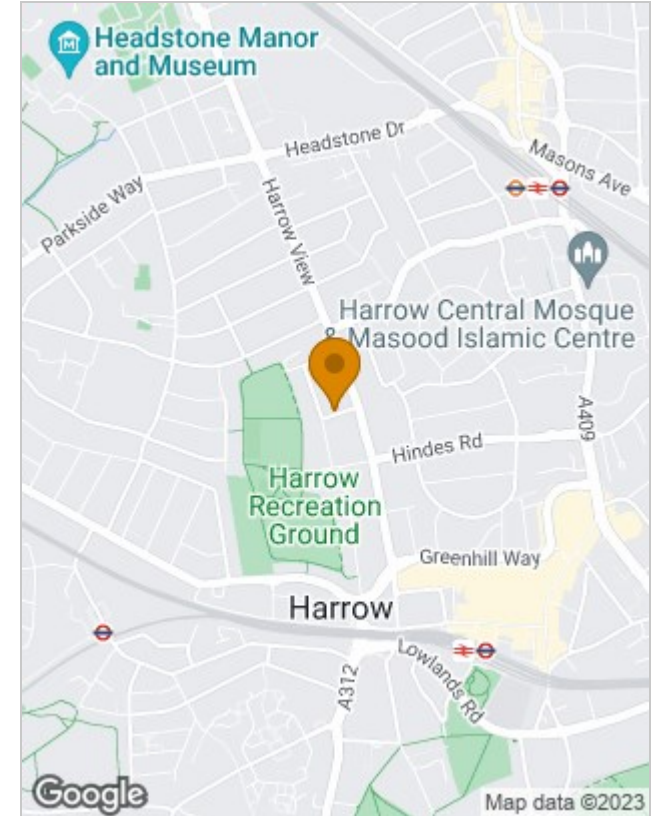 Headstone Manor
and Museum
Headstone Dr
Masons Ave
Parkside Way
Harrow View
Harrow Central Mosque
& Masood Islamic Centre
A409
Hindes Rd
Harrow
Recreation
Ground
Greenhill Way
Harrow
A312
Lowlands Rd
Google
Map data ©2023